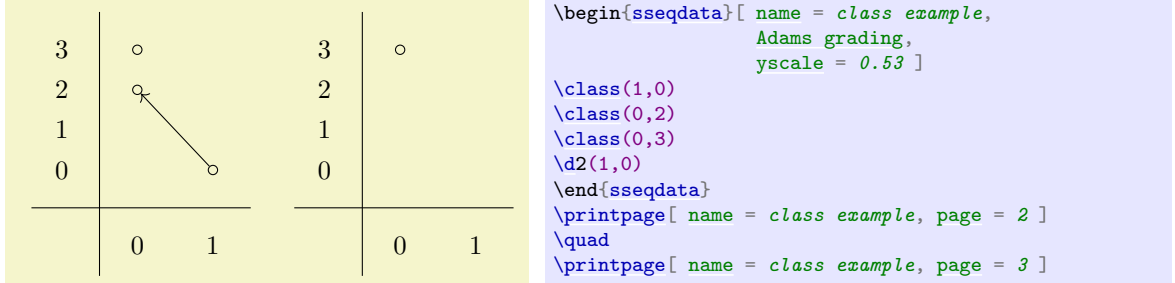 3
2
1
0
0 1
3
2
1
0
0 1
\begin{sseqdata}[ name = class example,
Adams grading,
yscale = 0.53 ]
\class(1,0)
\class(0,2)
\class(0,3)
\d2(1,0)
\end{sseqdata}
\printpage[ name = class example, page = 2 ]
\quad
\printpage[ name = class example, page = 3 ]